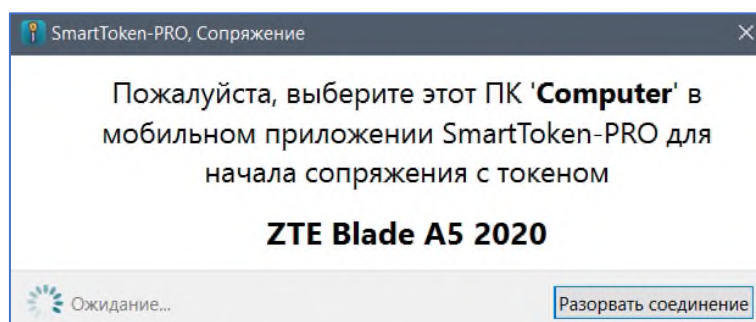 SmartToken-PRO, Сопряжение
Пожалуйста, выберите этот ПК 'Computer' в
мобильном приложении SmartToken-PRO для
начала сопряжения с токеном
ZTE Blade A5 2020
Ожидание...
Разорвать соединение